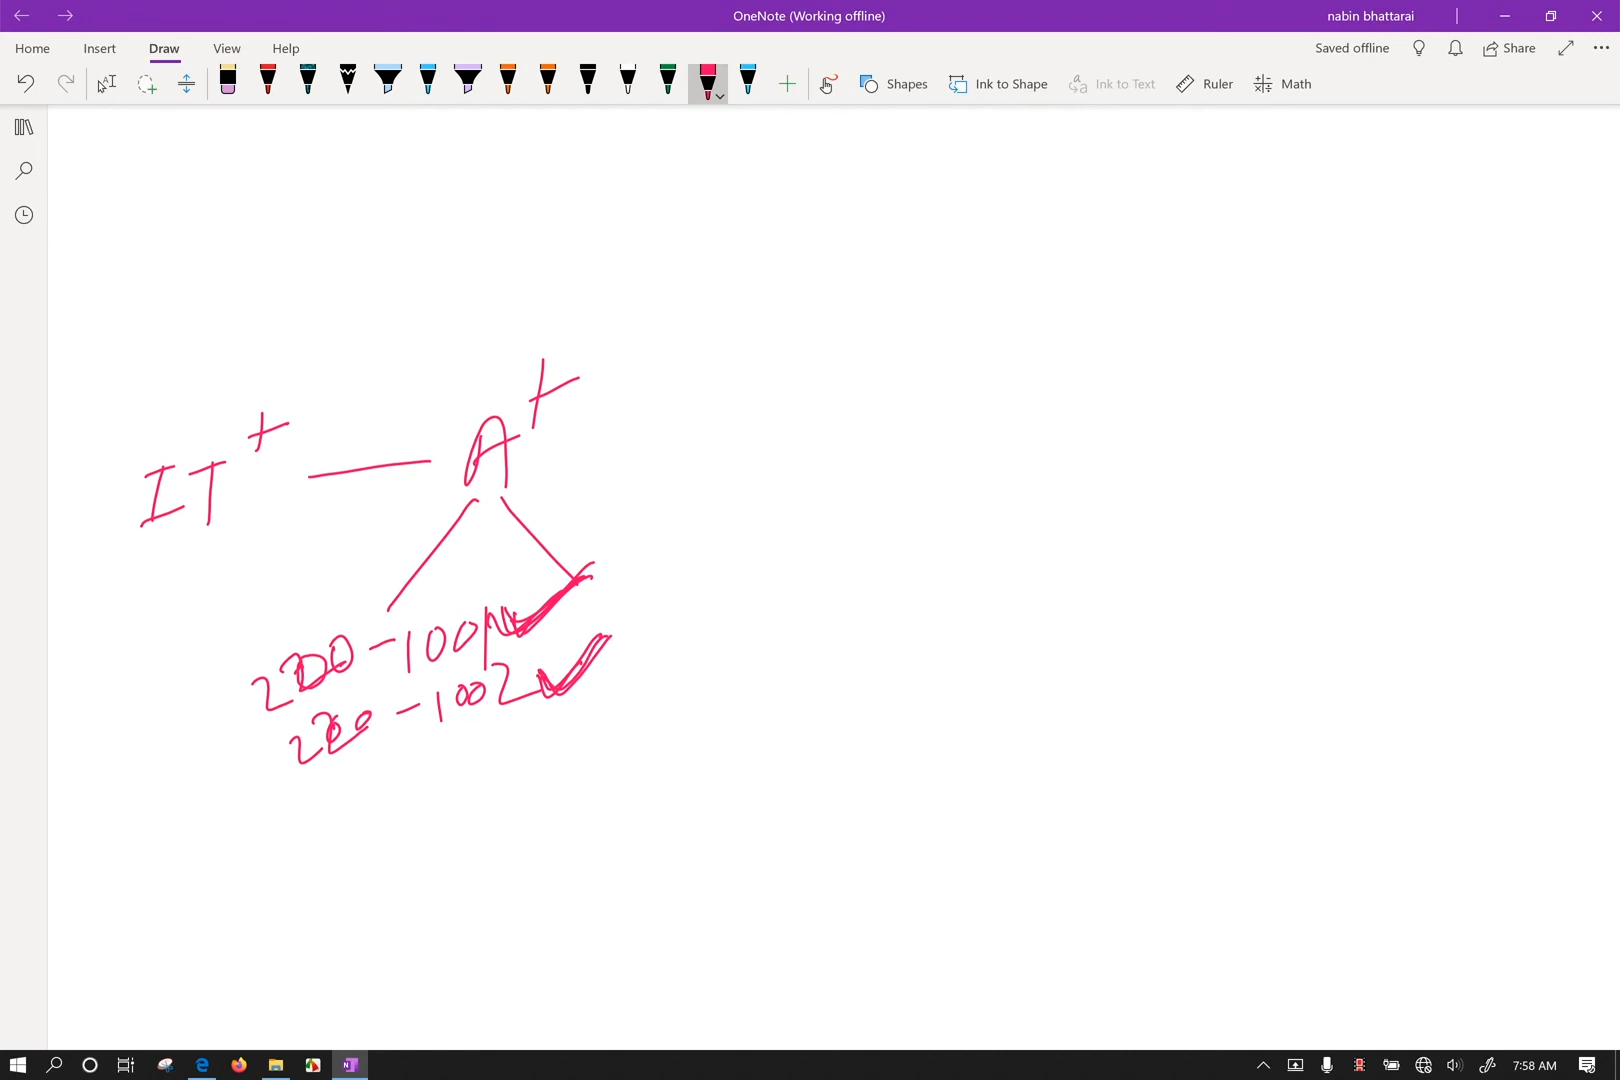 OneNote (Working offline)
nabin bhattarai
Home Insert Draw View Help
Saved offline
Share
Shapes
Ink to Shape
Ink to Text
Ruler
Math
IT+ — A+
220-1001
220-1002
7:58 AM